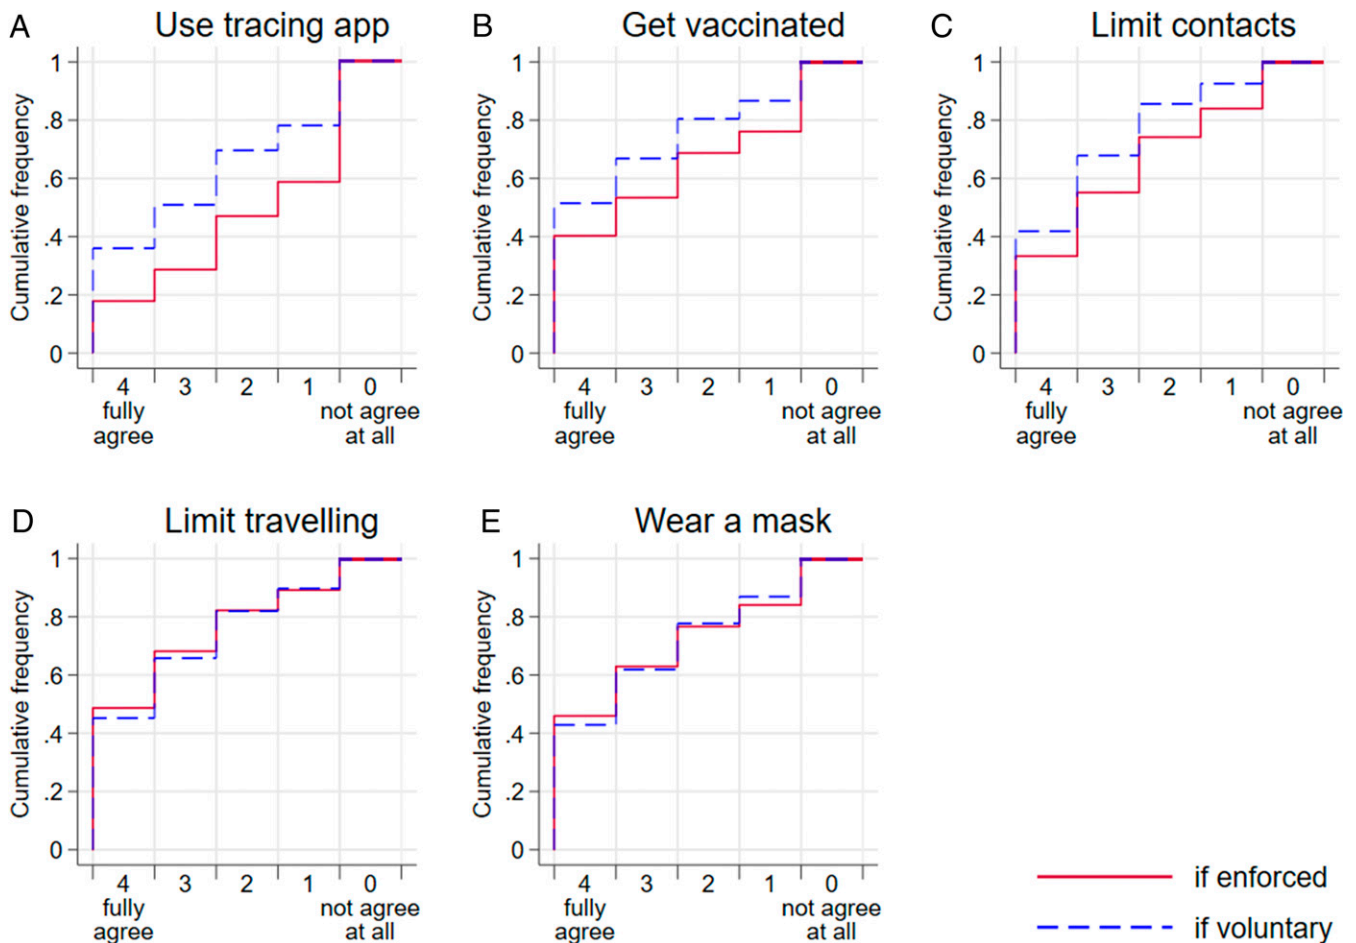 A Use tracing app
Cumulative frequency
1
.8
.6
.4
.2
0
4 3 2 1 0
fully not agree
agree at all
B Get vaccinated
Cumulative frequency
1
.8
.6
.4
.2
0
4 3 2 1 0
fully not agree
agree at all
C Limit contacts
Cumulative frequency
1
.8
.6
.4
.2
0
4 3 2 1 0
fully not agree
agree at all
D Limit travelling
Cumulative frequency
1
.8
.6
.4
.2
0
4 3 2 1 0
fully not agree
agree at all
E Wear a mask
Cumulative frequency
1
.8
.6
.4
.2
0
4 3 2 1 0
fully not agree
agree at all
if enforced
if voluntary